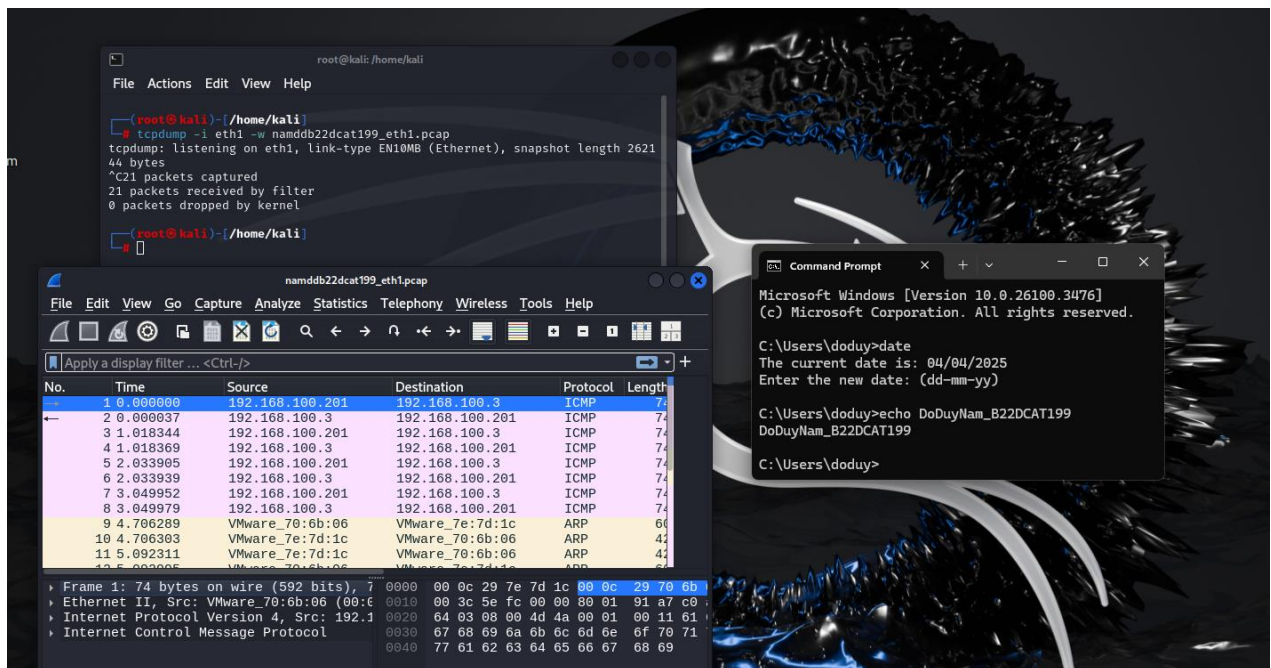 root@kali: /home/kali
File Actions Edit View Help
(root㉿kali)-[/home/kali]
# tcpdump -i eth1 -w namddb22dcat199_eth1.pcap
tcpdump: listening on eth1, link-type EN10MB (Ethernet), snapshot length 2621
44 bytes
^C21 packets captured
21 packets received by filter
0 packets dropped by kernel
(root㉿kali)-[/home/kali]
#
m
namddb22dcat199_eth1.pcap
File Edit View Go Capture Analyze Statistics Telephony Wireless Tools Help
Apply a display filter ... <Ctrl-/>
No. Time Source Destination Protocol Length
1 0.000000 192.168.100.201 192.168.100.3 ICMP 74
2 0.000037 192.168.100.3 192.168.100.201 ICMP 74
3 1.018344 192.168.100.201 192.168.100.3 ICMP 74
4 1.018369 192.168.100.3 192.168.100.201 ICMP 74
5 2.033905 192.168.100.201 192.168.100.3 ICMP 74
6 2.033939 192.168.100.3 192.168.100.201 ICMP 74
7 3.049952 192.168.100.201 192.168.100.3 ICMP 74
8 3.049979 192.168.100.3 192.168.100.201 ICMP 74
9 4.706289 VMware_70:6b:06 VMware_7e:7d:1c ARP 60
10 4.706303 VMware_7e:7d:1c VMware_70:6b:06 ARP 42
11 5.092311 VMware_7e:7d:1c VMware_70:6b:06 ARP 42
Frame 1: 74 bytes on wire (592 bits), 7
Ethernet II, Src: VMware_70:6b:06 (00:0
Internet Protocol Version 4, Src: 192.1
Internet Control Message Protocol
0000 00 0c 29 7e 7d 1c 00 0c 29 70 6b
0010 00 3c 5e fc 00 00 80 01 91 a7 c0
0020 64 03 08 00 4d 4a 00 01 00 11 61
0030 67 68 69 6a 6b 6c 6d 6e 6f 70 71
0040 77 61 62 63 64 65 66 67 68 69
Command Prompt
Microsoft Windows [Version 10.0.26100.3476]
(c) Microsoft Corporation. All rights reserved.
C:\Users\doduy>date
The current date is: 04/04/2025
Enter the new date: (dd-mm-yy)
C:\Users\doduy>echo DoDuyNam_B22DCAT199
DoDuyNam_B22DCAT199
C:\Users\doduy>